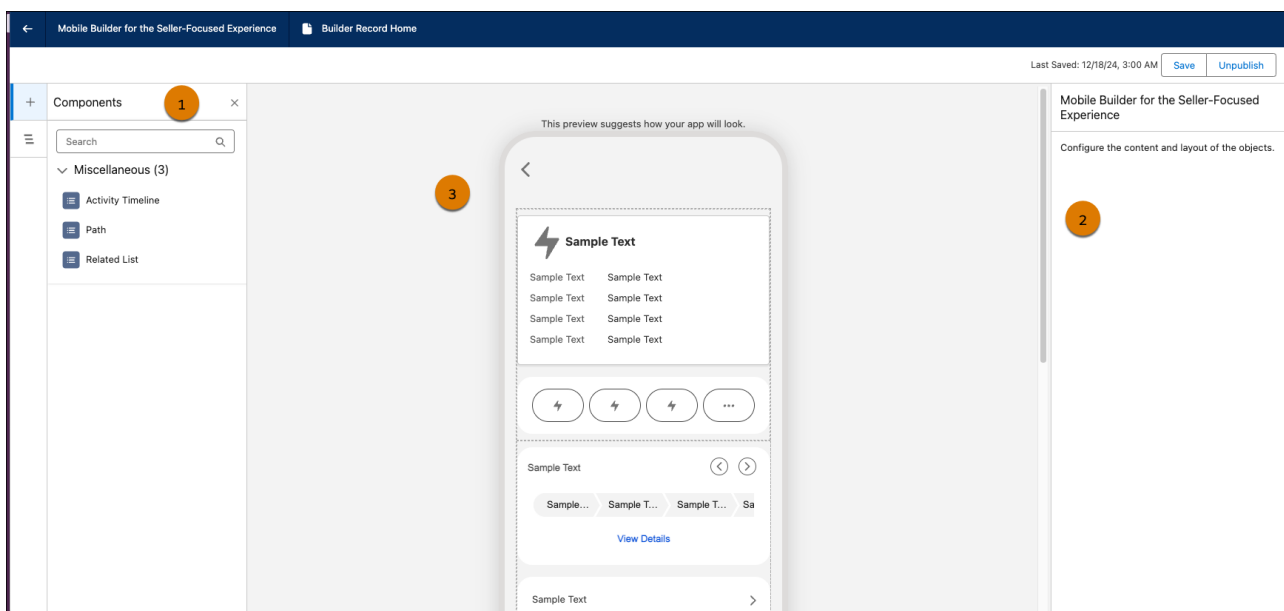 Mobile Builder for the Seller-Focused Experience
Builder Record Home
Last Saved: 12/18/24, 3:00 AM
Save
Unpublish
Components
1
Search
Miscellaneous (3)
Activity Timeline
Path
Related List
This preview suggests how your app will look.
3
Sample Text
Sample Text Sample Text
Sample Text Sample Text
Sample Text Sample Text
Sample Text Sample Text
Sample Text
Sample... Sample T... Sample T... Sa
View Details
Sample Text
Mobile Builder for the Seller-Focused
Experience
Configure the content and layout of the objects.
2